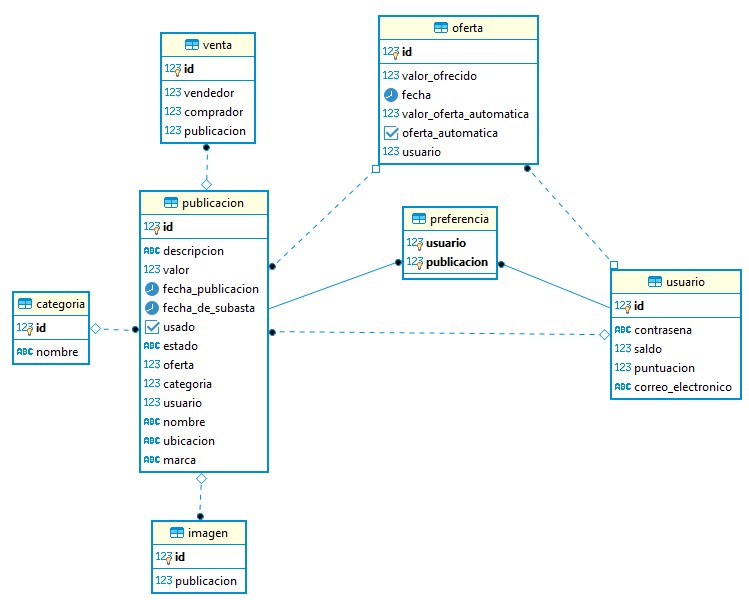 venta
123 id
123 vendedor
123 comprador
123 publicacion
oferta
123 id
123 valor_ofrecido
fecha
123 valor_oferta_automatica
oferta_automatica
123 usuario
publicacion
123 id
ABC descripcion
123 valor
fecha_publicacion
fecha_de_subasta
usado
ABC estado
123 oferta
123 categoria
123 usuario
ABC nombre
ABC ubicacion
ABC marca
preferencia
123 usuario
123 publicacion
categoria
123 id
ABC nombre
usuario
123 id
ABC contrasena
123 saldo
123 puntuacion
ABC correo_electronico
imagen
123 id
123 publicacion